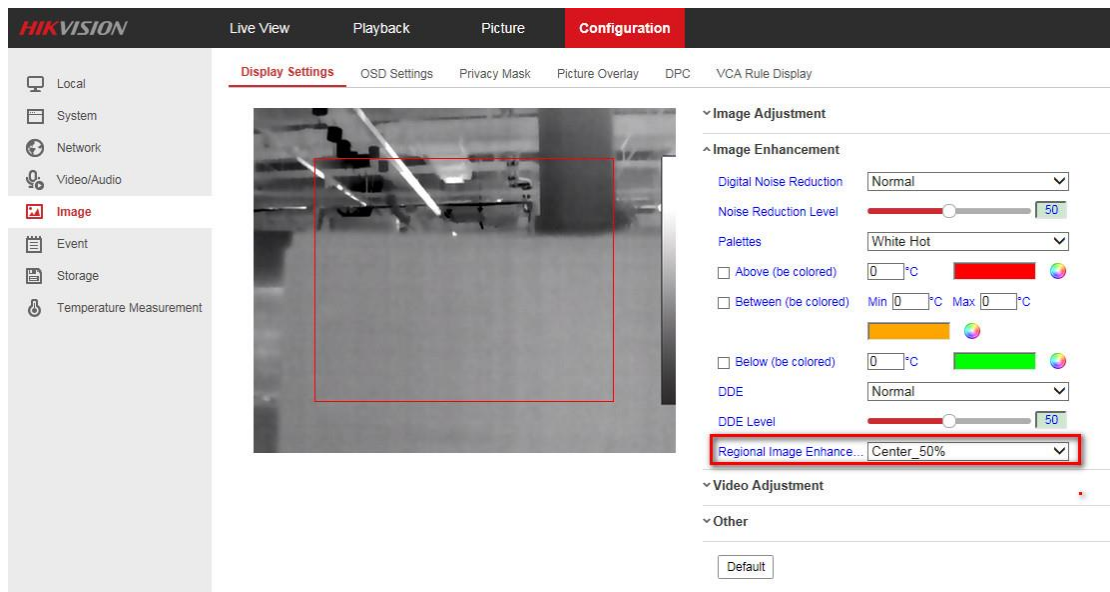 HIKVISION
Live View Playback Picture Configuration
Display Settings OSD Settings Privacy Mask Picture Overlay DPC VCA Rule Display
Local
System
Network
Video/Audio
Image
Event
Storage
Temperature Measurement
Image Adjustment
Image Enhancement
Digital Noise Reduction Normal
Noise Reduction Level 50
Palettes White Hot
Above (be colored) 0 °C
Between (be colored) Min 0 °C Max 0 °C
Below (be colored) 0 °C
DDE Normal
DDE Level 50
Regional Image Enhance... Center_50%
Video Adjustment
Other
Default